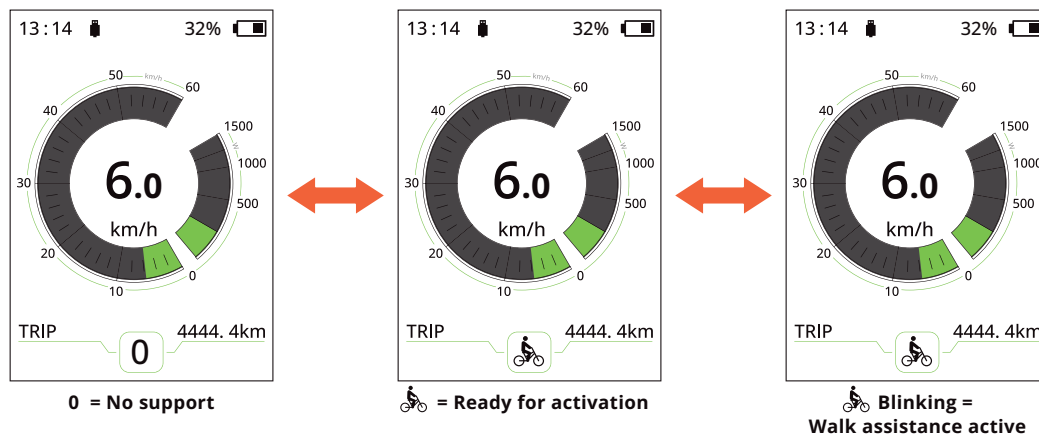 13:14 32%
50 km/h 60
40
1500
W
1000
30
6.0
500
km/h
20
0
10
TRIP 4444. 4km
0
0 = No support
13:14 32%
50 km/h 60
40
1500
W
1000
30
6.0
500
km/h
20
0
10
TRIP 4444. 4km
= Ready for activation
13:14 32%
50 km/h 60
40
1500
W
1000
30
6.0
500
km/h
20
0
10
TRIP 4444. 4km
Blinking =
Walk assistance active